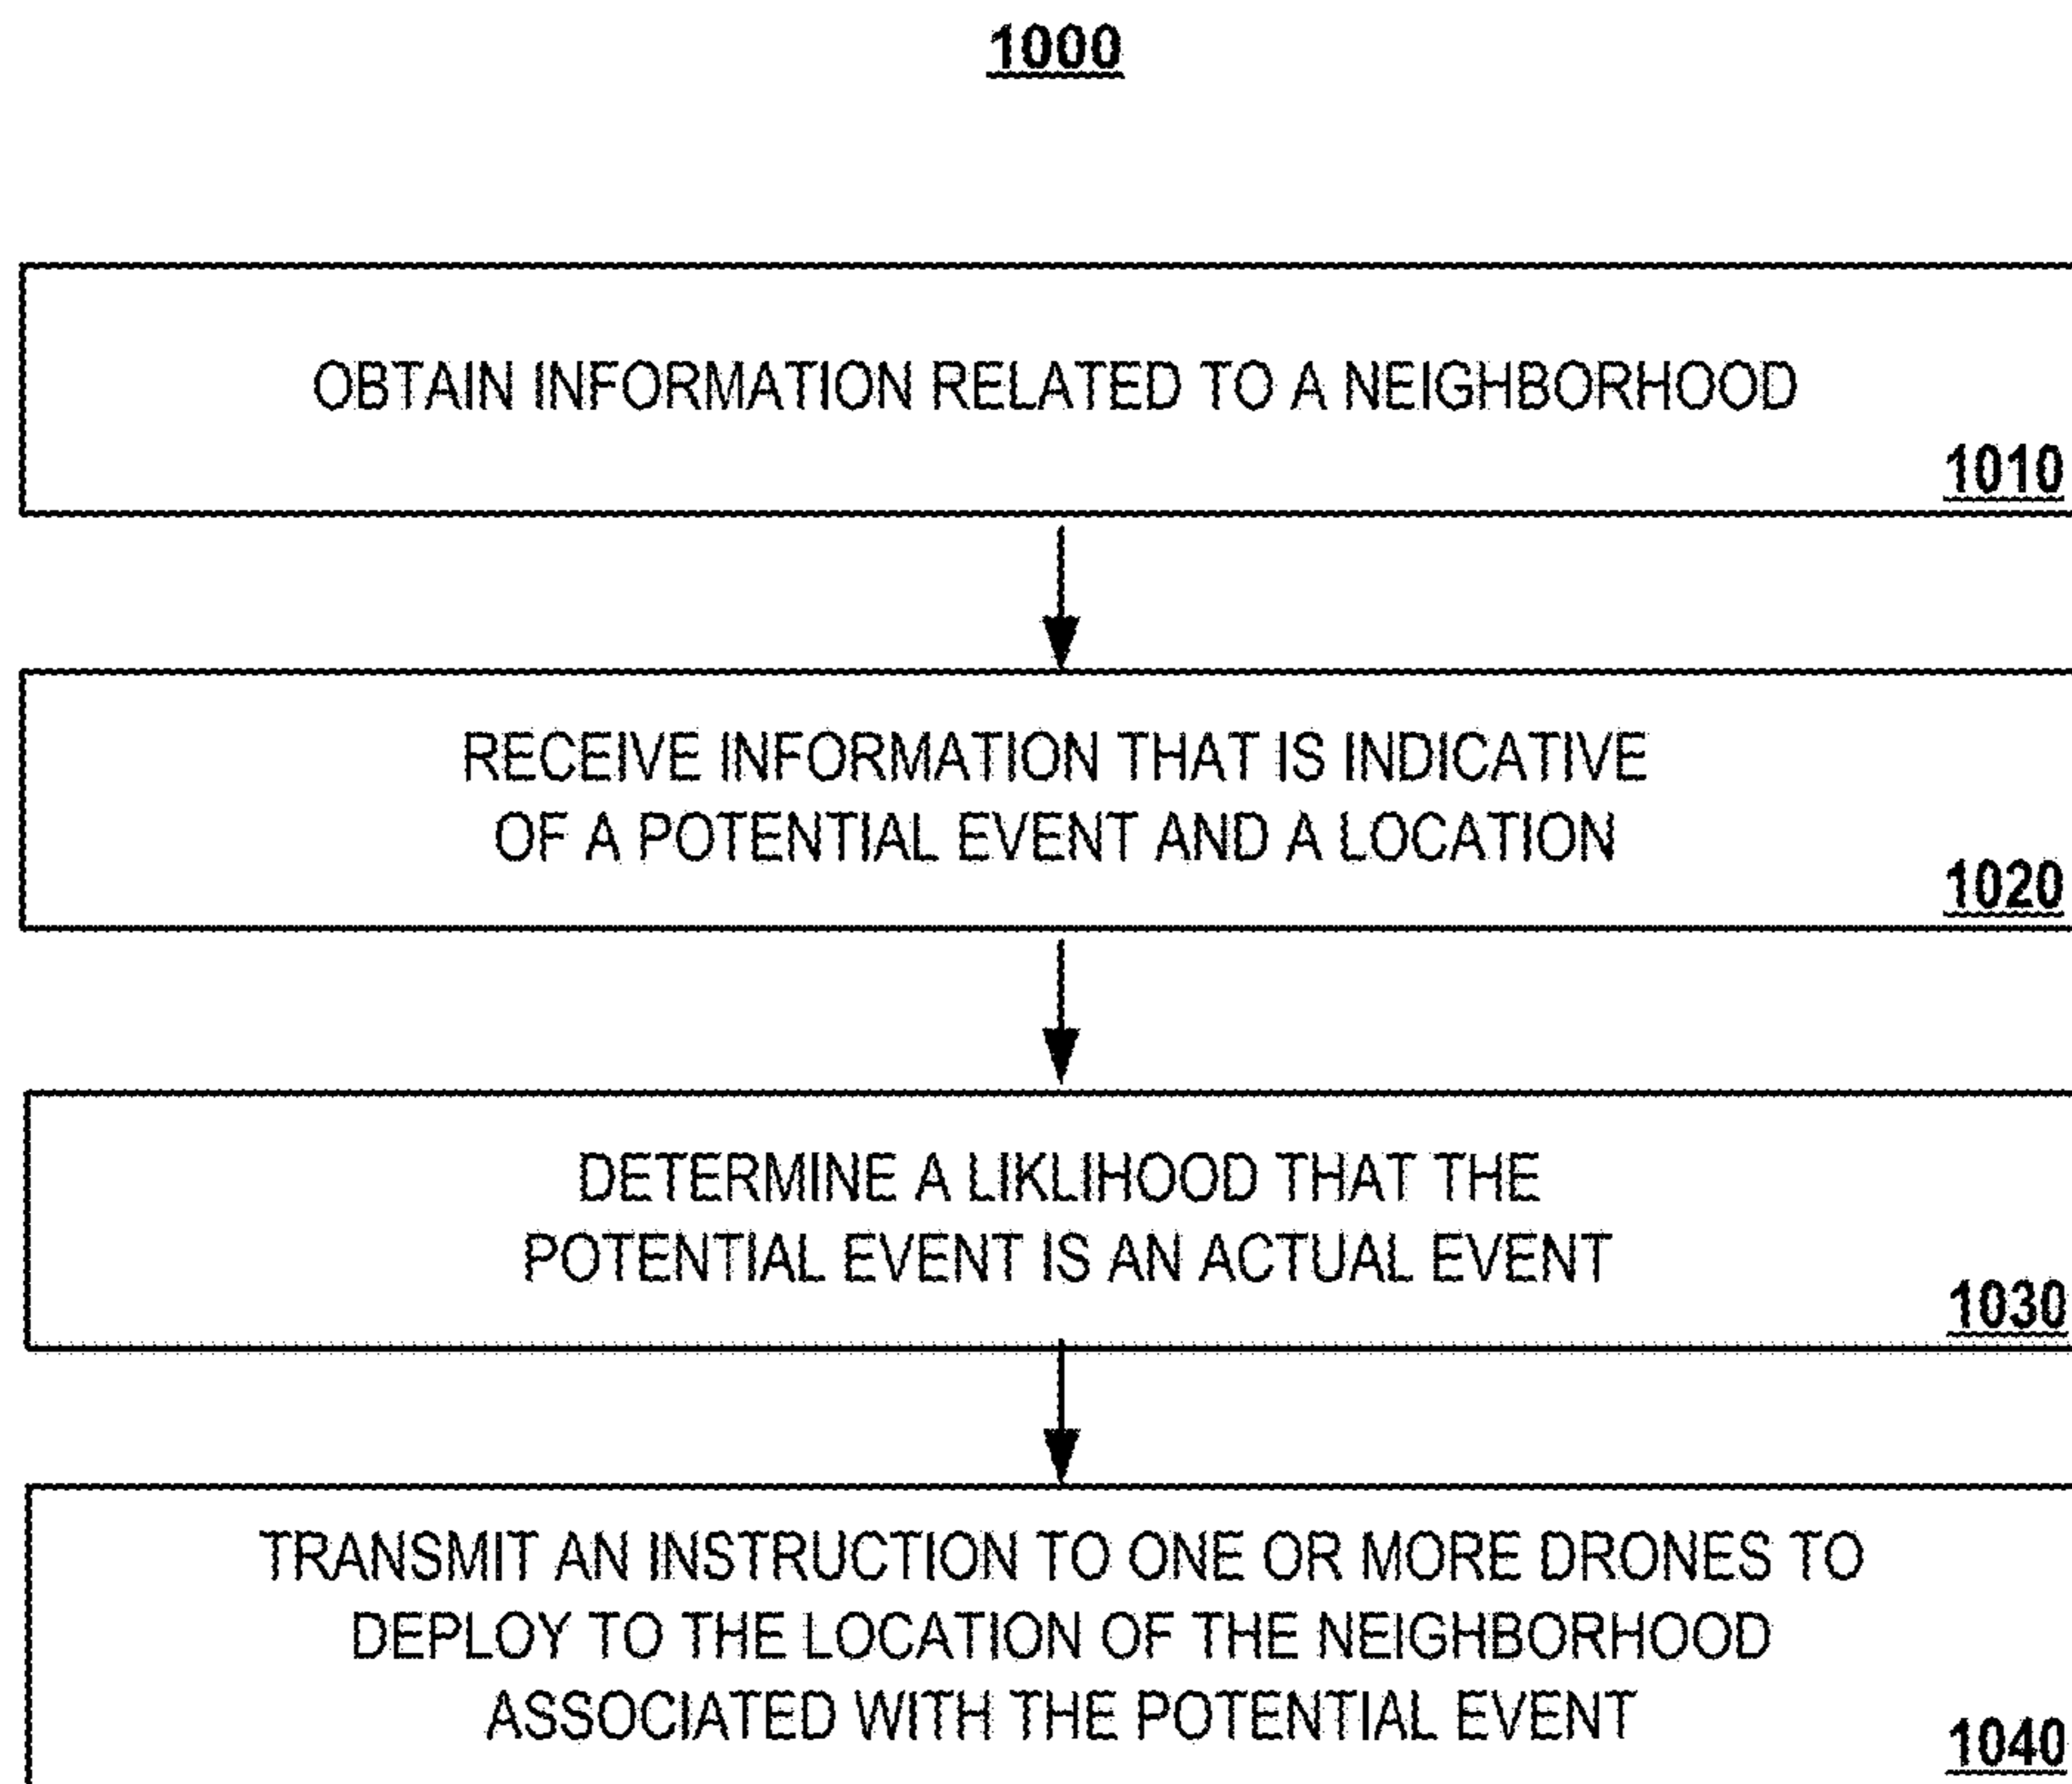 1000
OBTAIN INFORMATION RELATED TO A NEIGHBORHOOD
1010
RECEIVE INFORMATION THAT IS INDICATIVE
OF A POTENTIAL EVENT AND A LOCATION
1020
DETERMINE A LIKLIHOOD THAT THE
POTENTIAL EVENT IS AN ACTUAL EVENT
1030
TRANSMIT AN INSTRUCTION TO ONE OR MORE DRONES TO
DEPLOY TO THE LOCATION OF THE NEIGHBORHOOD
ASSOCIATED WITH THE POTENTIAL EVENT
1040